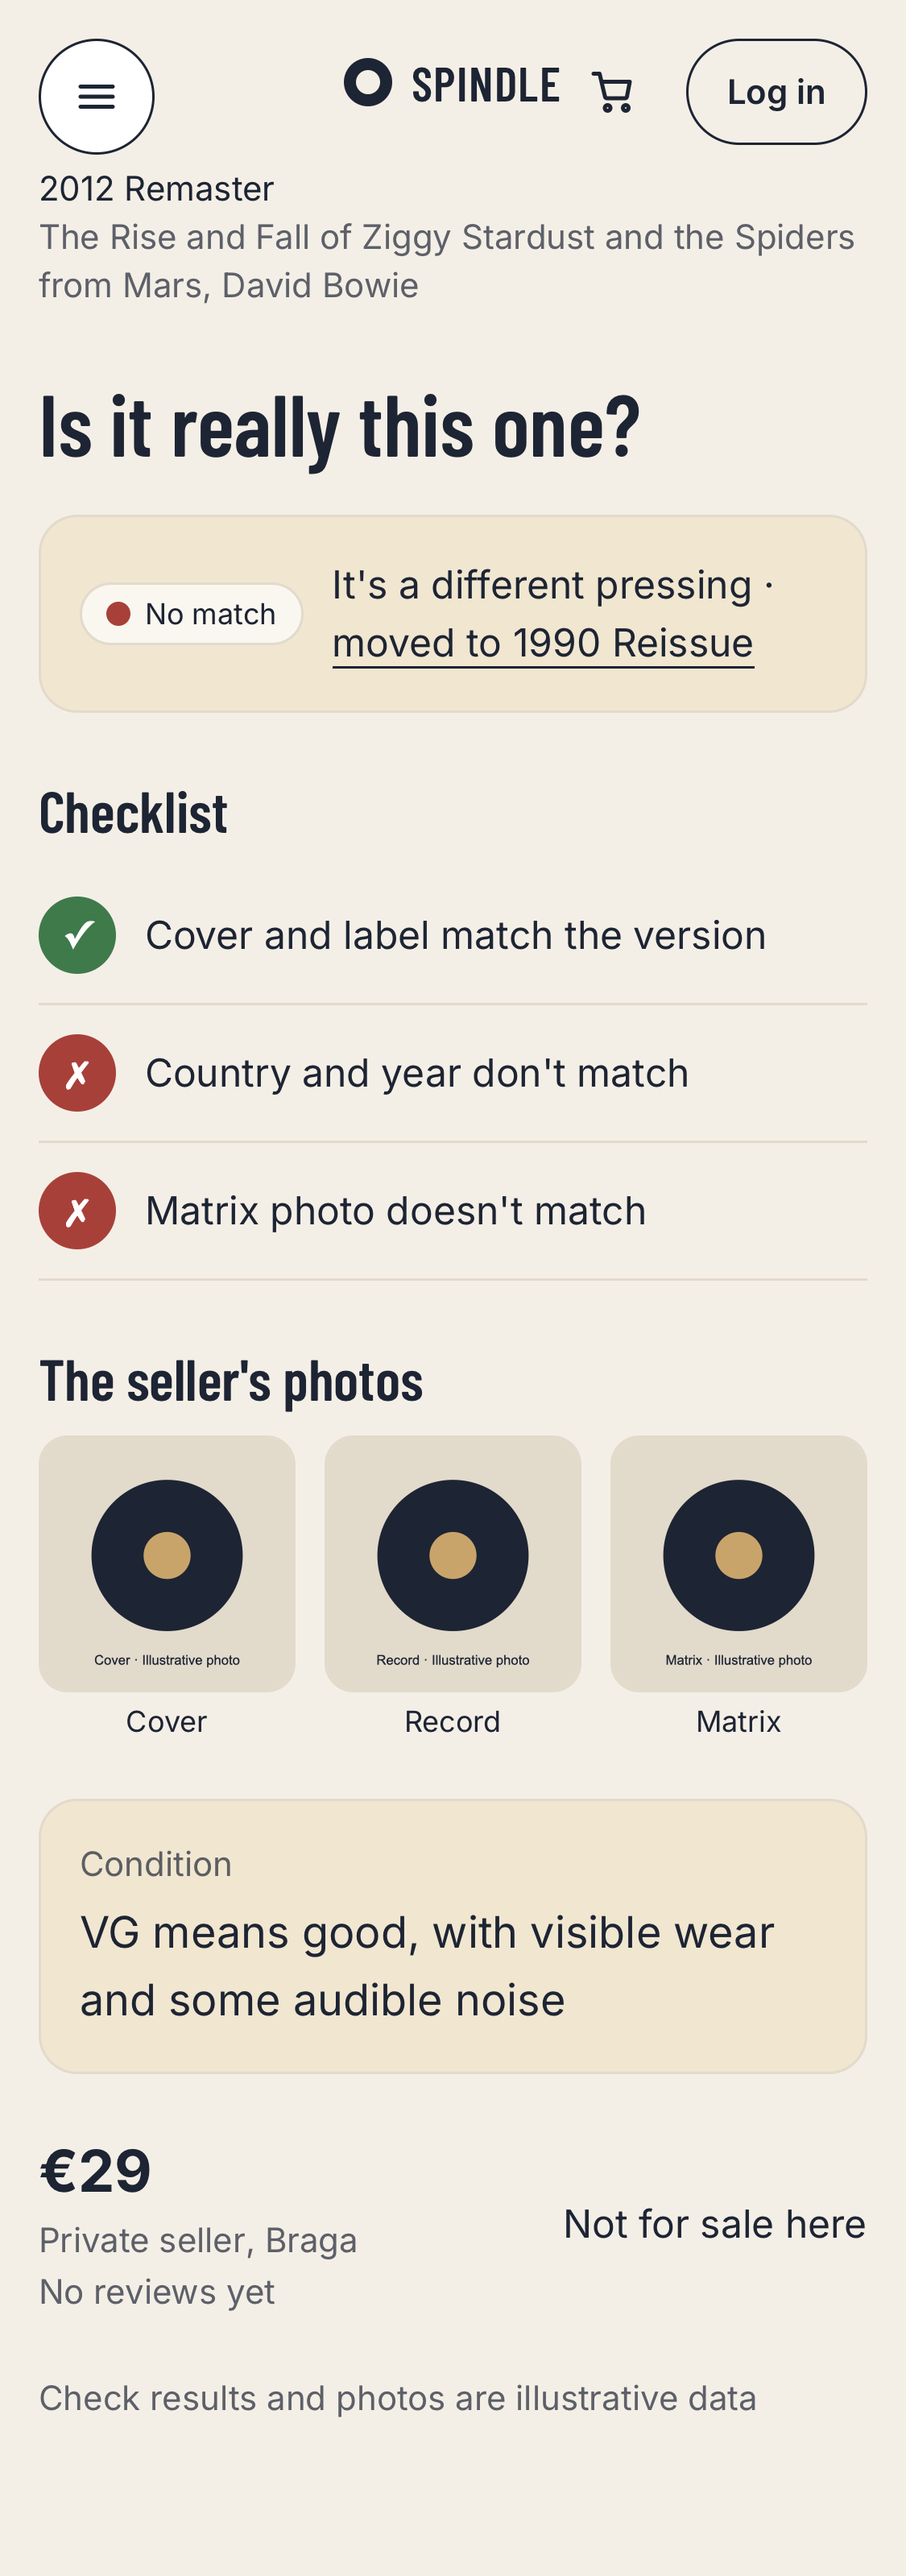 SPINDLE
Log in
2012 Remaster
The Rise and Fall of Ziggy Stardust and the Spiders
from Mars, David Bowie
Is it really this one?
No match
It's a different pressing ·
moved to 1990 Reissue
Checklist
✓ Cover and label match the version
✗ Country and year don't match
✗ Matrix photo doesn't match
The seller's photos
Cover · Illustrative photo
Record · Illustrative photo
Matrix · Illustrative photo
Cover
Record
Matrix
Condition
VG means good, with visible wear
and some audible noise
€29
Private seller, Braga
No reviews yet
Not for sale here
Check results and photos are illustrative data